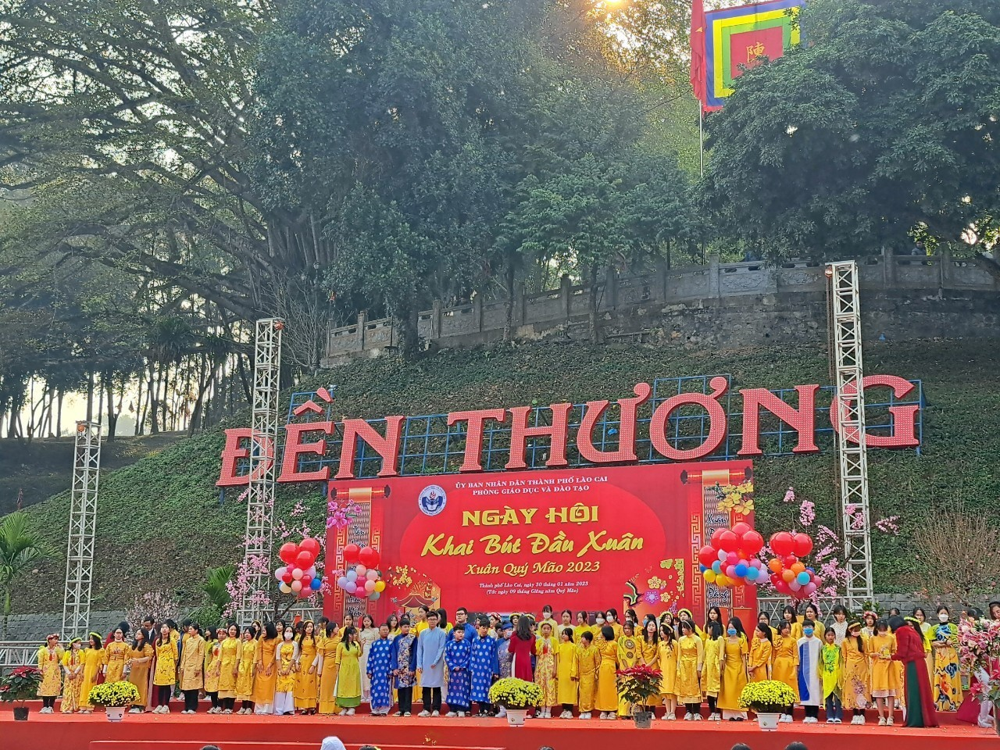 陳
ĐỀN THƯỢNG
ỦY BAN NHÂN DÂN THÀNH PHỐ LÀO CAI
PHÒNG GIÁO DỤC VÀ ĐÀO TẠO
NGÀY HỘI
Khai Bút Đầu Xuân
Xuân Quý Mão 2023
Thành phố Lào Cai, ngày 30 tháng 01 năm 2023
(Tức ngày 09 tháng Giêng năm Quý Mão)